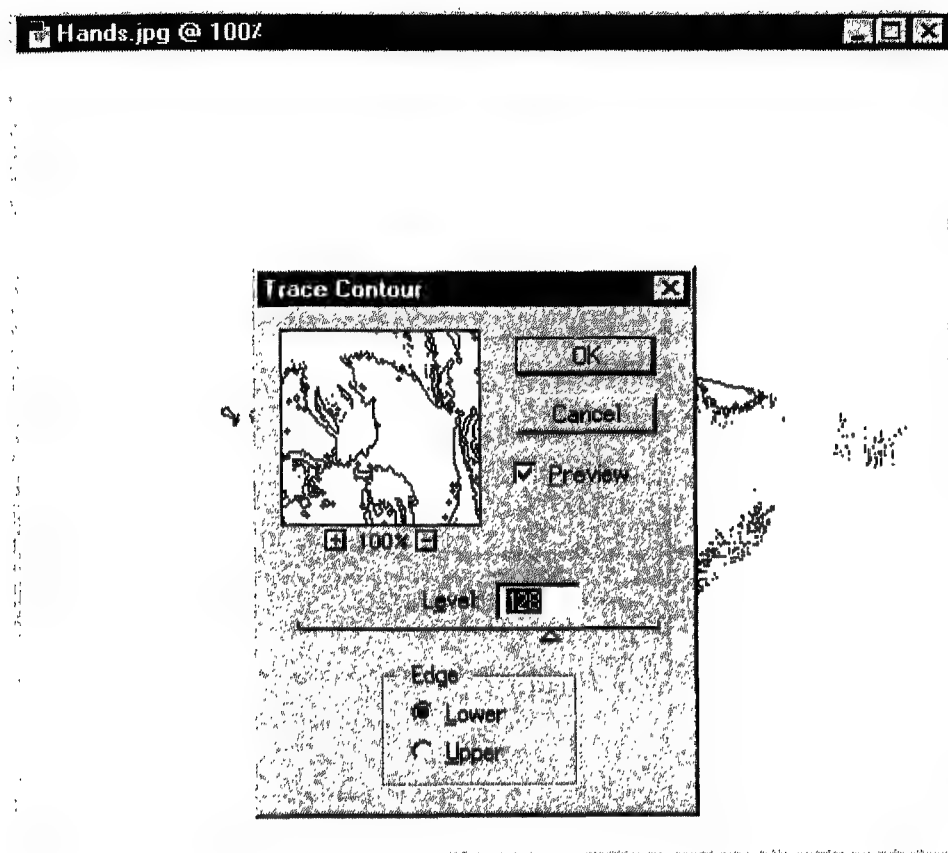 Hands.jpg @ 100%
Trace Contour
OK
Cancel
Preview
100%
Level: 128
Edge
Lower
Upper